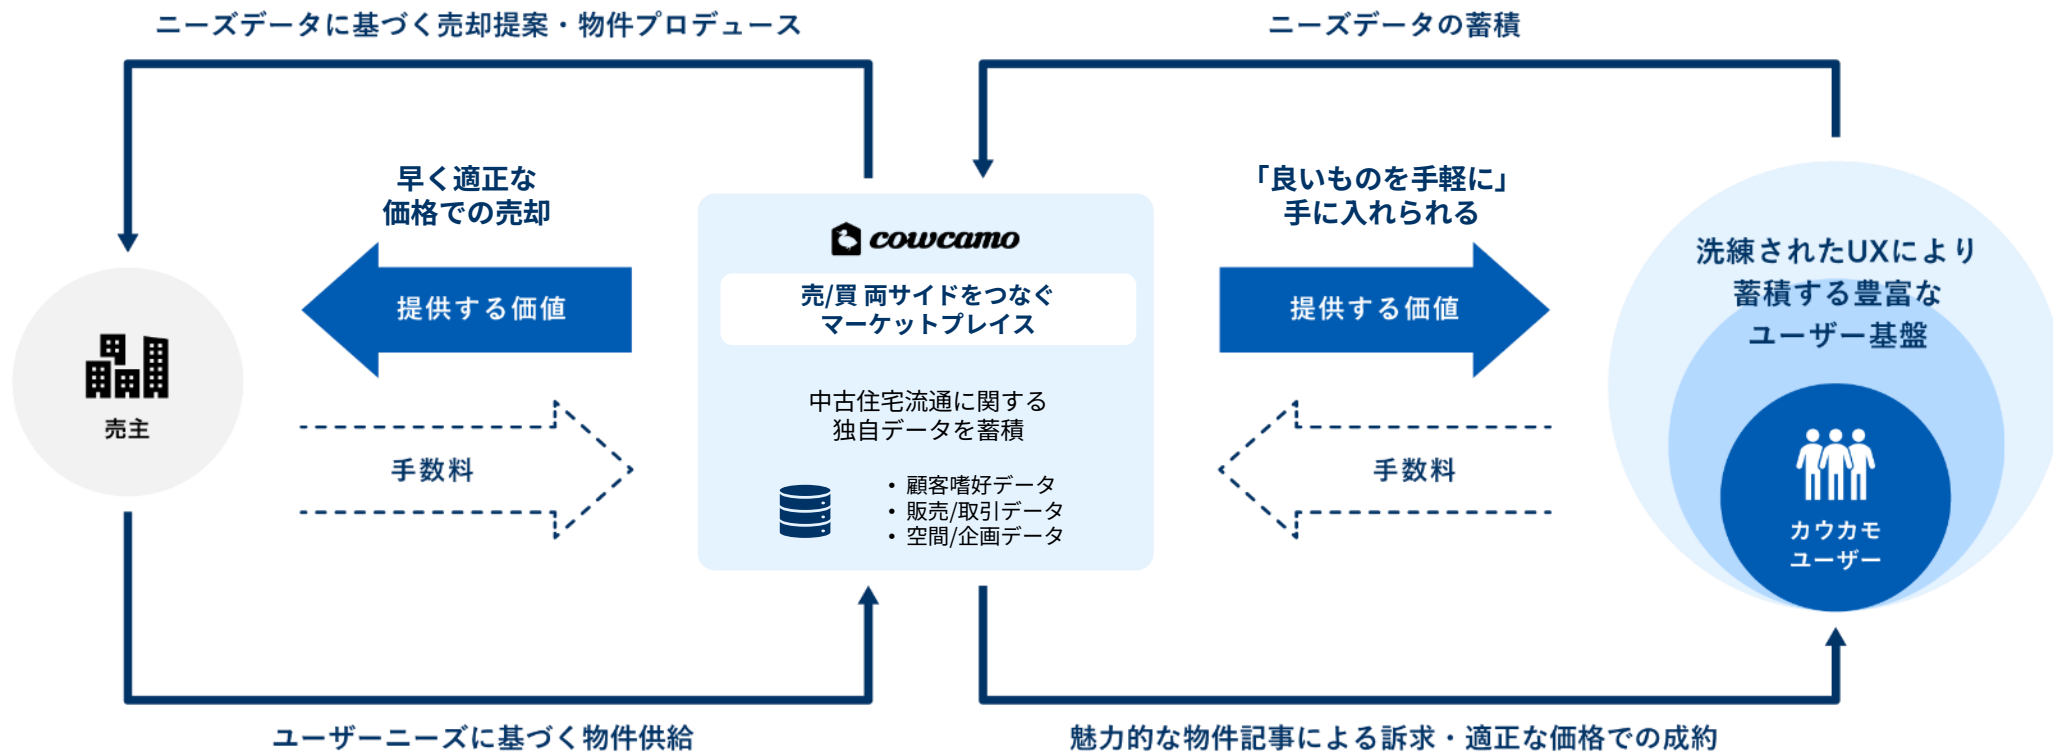 ニーズデータに基づく売却提案・物件プロデュース
ニーズデータの蓄積
早く適正な
価格での売却
提供する価値
手数料
売主
cowcamo
売/買 両サイドをつなぐ
マーケットプレイス
中古住宅流通に関する
独自データを蓄積
• 顧客嗜好データ
• 販売/取引データ
• 空間/企画データ
「良いものを手軽に」
手に入れられる
提供する価値
手数料
洗練されたUXにより
蓄積する豊富な
ユーザー基盤
カウカモ
ユーザー
ユーザーニーズに基づく物件供給
魅力的な物件記事による訴求・適正な価格での成約